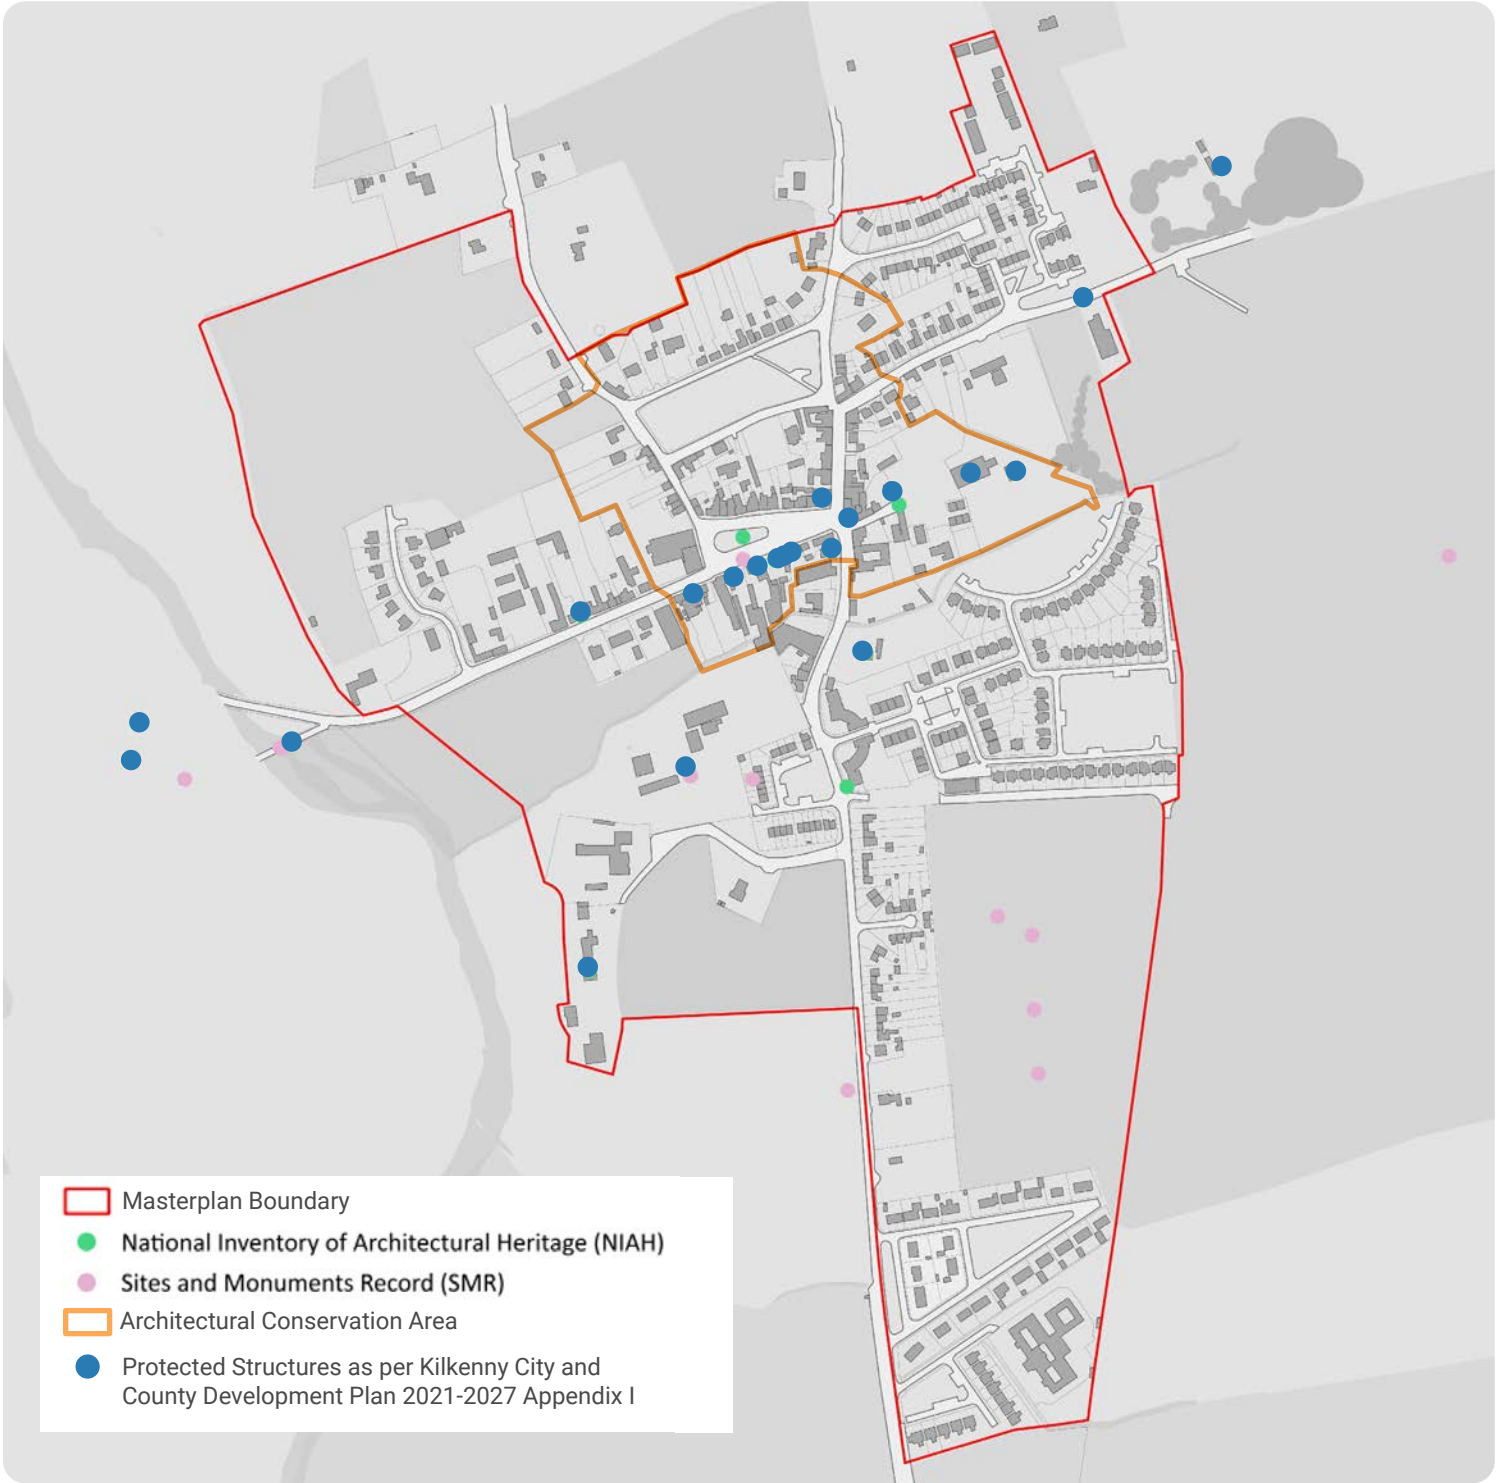 Masterplan Boundary
National Inventory of Architectural Heritage (NIAH)
Sites and Monuments Record (SMR)
Architectural Conservation Area
Protected Structures as per Kilkenny City and
County Development Plan 2021-2027 Appendix I